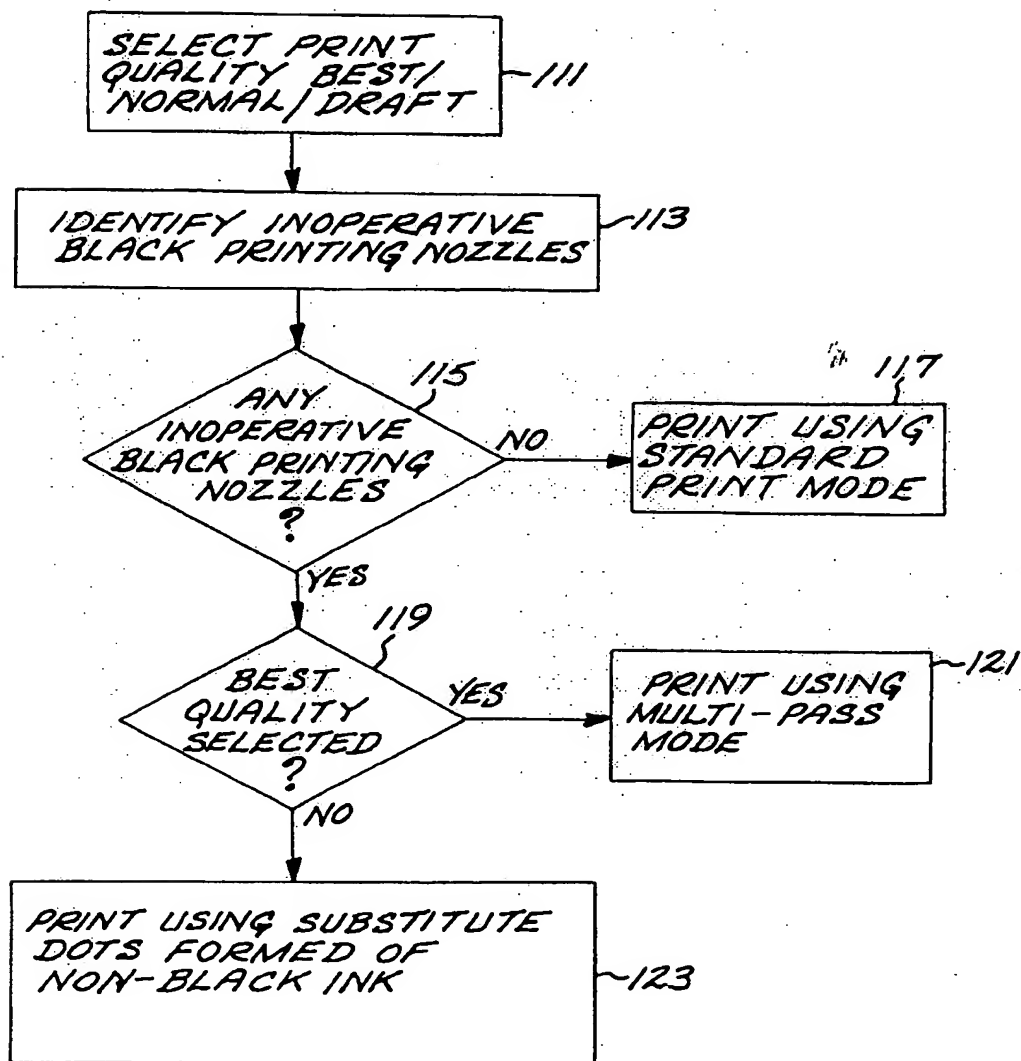 SELECT PRINT
QUALITY BEST/
NORMAL/DRAFT
111
IDENTIFY INOPERATIVE
BLACK PRINTING NOZZLES
113
115
ANY
INOPERATIVE
BLACK PRINTING
NOZZLES
?
NO
117
PRINT USING
STANDARD
PRINT MODE
YES
119
BEST
QUALITY
SELECTED
?
YES
121
PRINT USING
MULTI-PASS
MODE
NO
PRINT USING SUBSTITUTE
DOTS FORMED OF
NON-BLACK INK
123